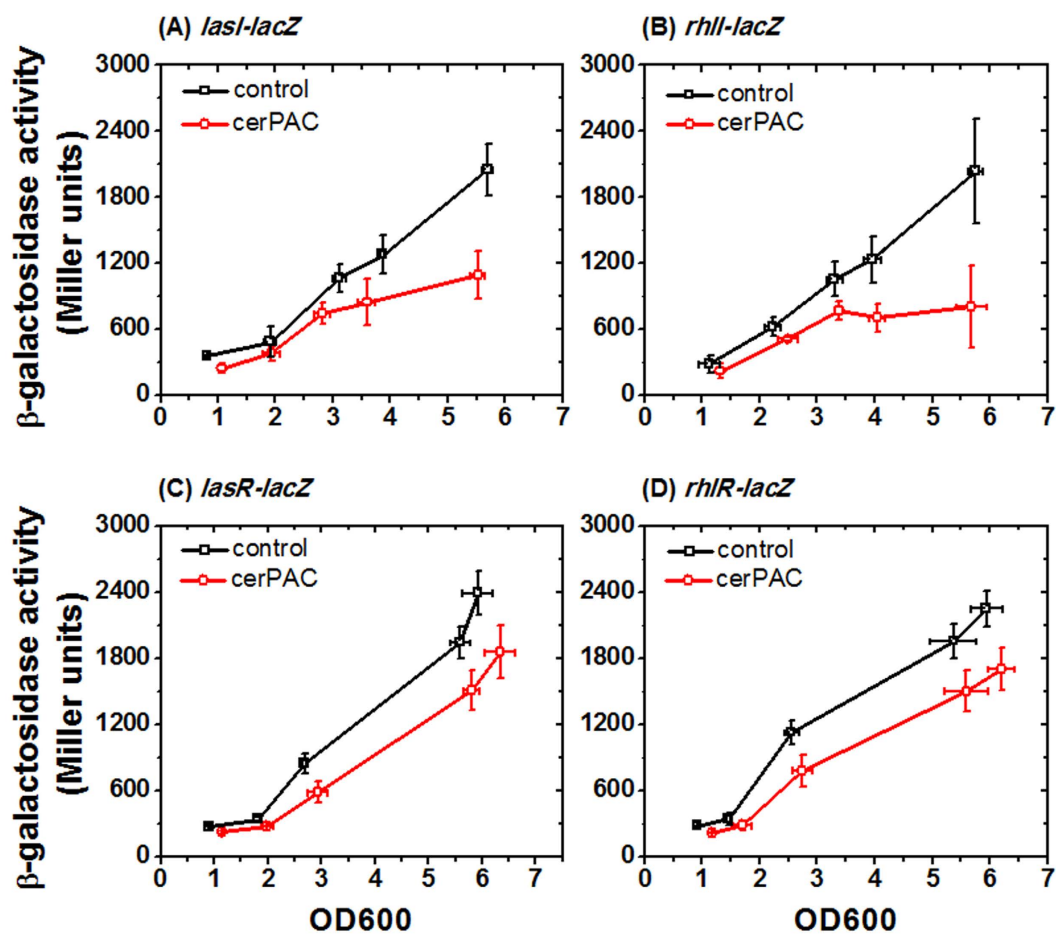 (A) lasI-lacZ
(B) rhlI-lacZ
β-galactosidase activity
(Miller units)
3000
2400
1800
1200
600
0
control
cerPAC
0 1 2 3 4 5 6 7
3000
2400
1800
1200
600
0
control
cerPAC
0 1 2 3 4 5 6 7
(C) lasR-lacZ
(D) rhlR-lacZ
β-galactosidase activity
(Miller units)
3000
2400
1800
1200
600
0
control
cerPAC
0 1 2 3 4 5 6 7
OD600
3000
2400
1800
1200
600
0
control
cerPAC
0 1 2 3 4 5 6 7
OD600